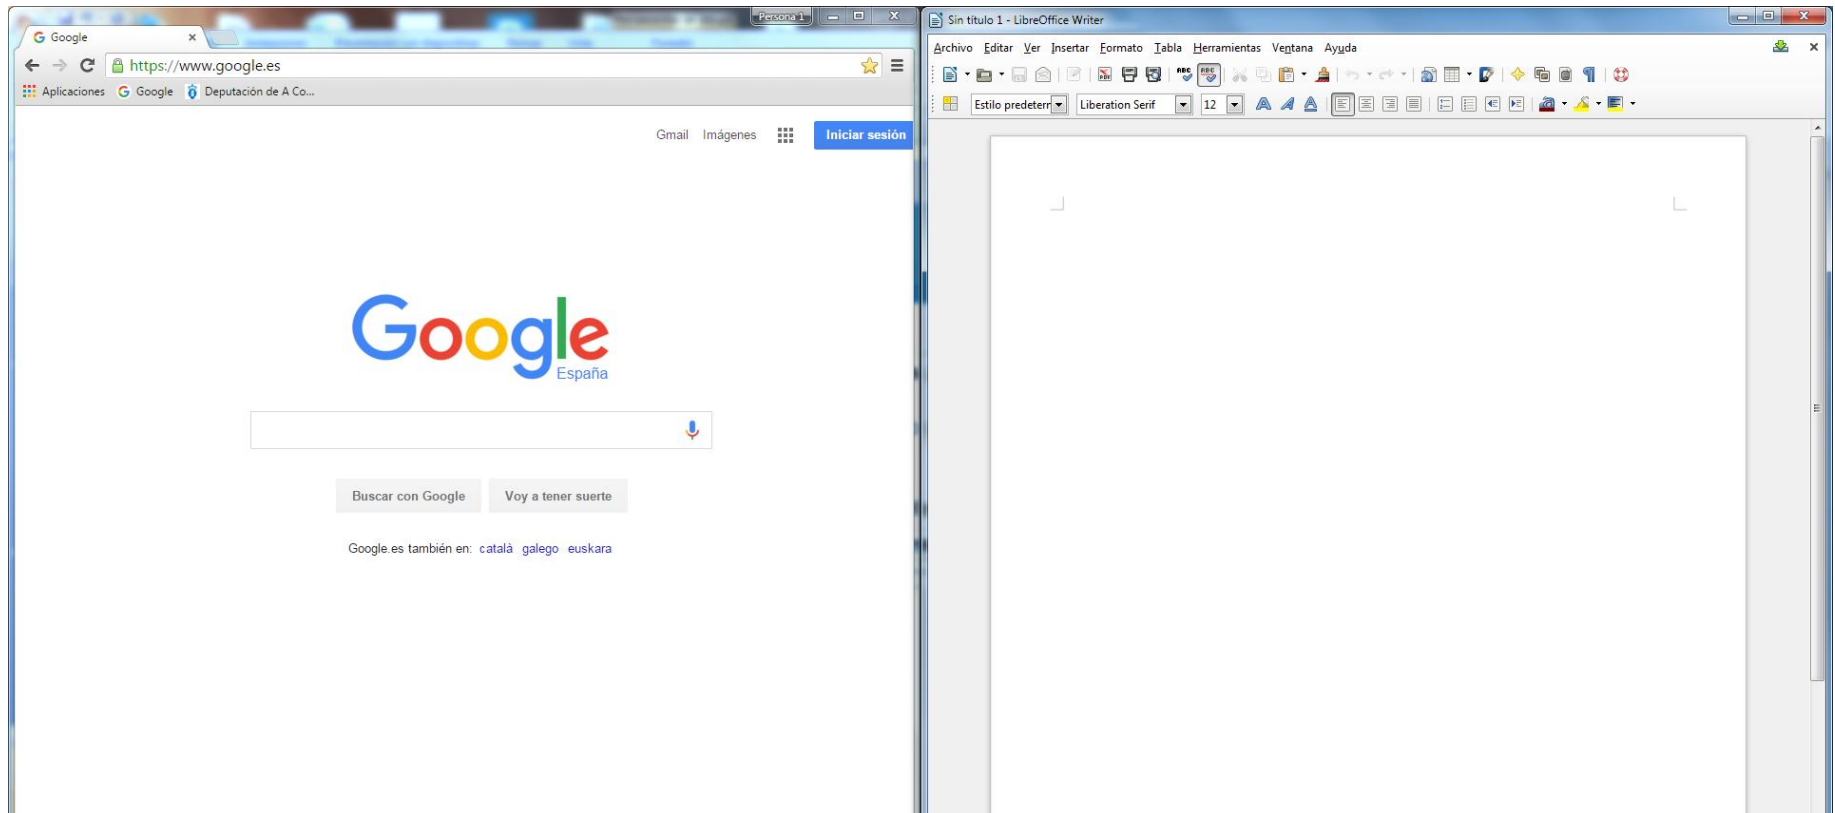 Persona 1
G Google
https://www.google.es
Aplicaciones G Google Deputación de A Co...
Gmail Imágenes Iniciar sesión
Google
España
Buscar con Google Voy a tener suerte
Google.es también en: català galego euskara
Sin título 1 - LibreOffice Writer
Archivo Editar Ver Insertar Formato Tabla Herramientas Ventana Ayuda
Estilo predeterr Liberation Serif 12